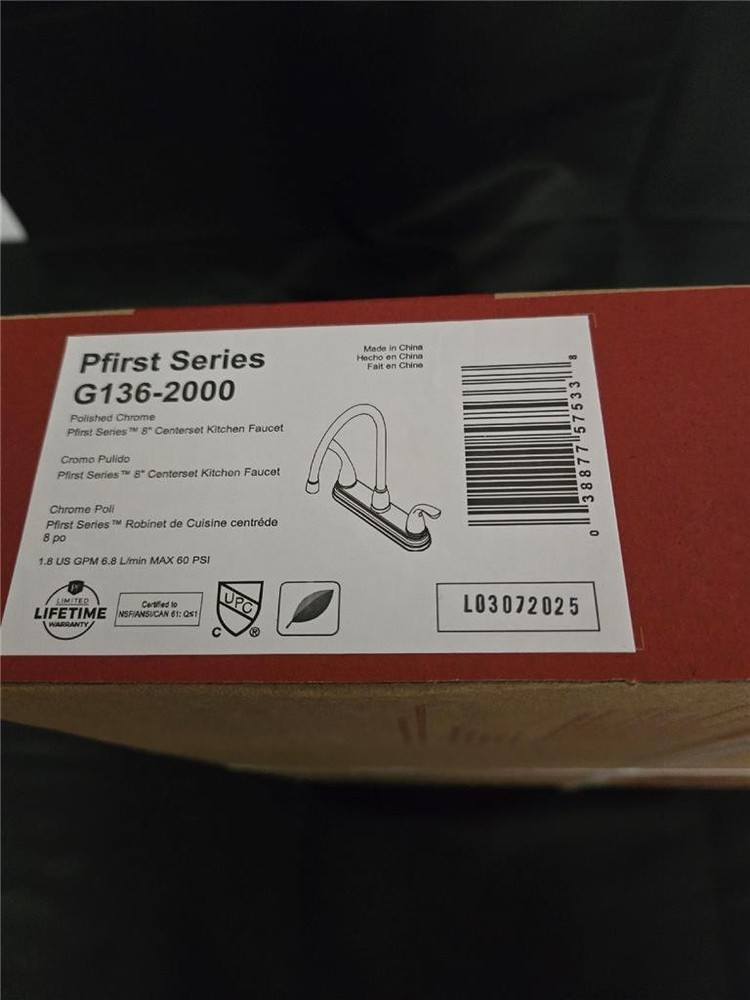 Pfirst Series
G136-2000
Polished Chrome
Pfirst Series™ 8" Centerset Kitchen Faucet
Cromo Pulido
Pfirst Series™ 8" Centerset Kitchen Faucet
Chrome Poli
Pfirst Series™ Robinet de Cuisine centréde
8 po
1.8 US GPM 6.8 L/min MAX 60 PSI
LIMITED
LIFETIME
WARRANTY
Certified to
NSF/ANSI/CAN 61: Q≤1
UPC
C ®
Made in China
Hecho en China
Fait en Chine
0 38877 57533 8
L03072025